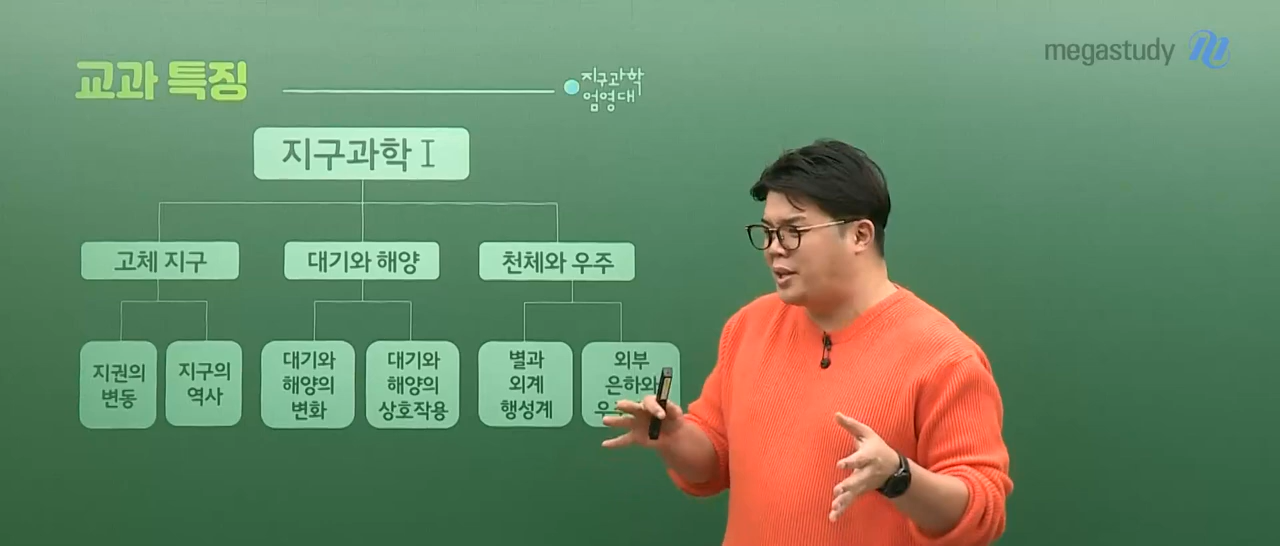 megastudy
교과 특징
지구과학
엄영대
지구과학 I
고체 지구
대기와 해양
천체와 우주
지권의
변동
지구의
역사
대기와
해양의
변화
대기와
해양의
상호작용
별과
외계
행성계
외부
은하와